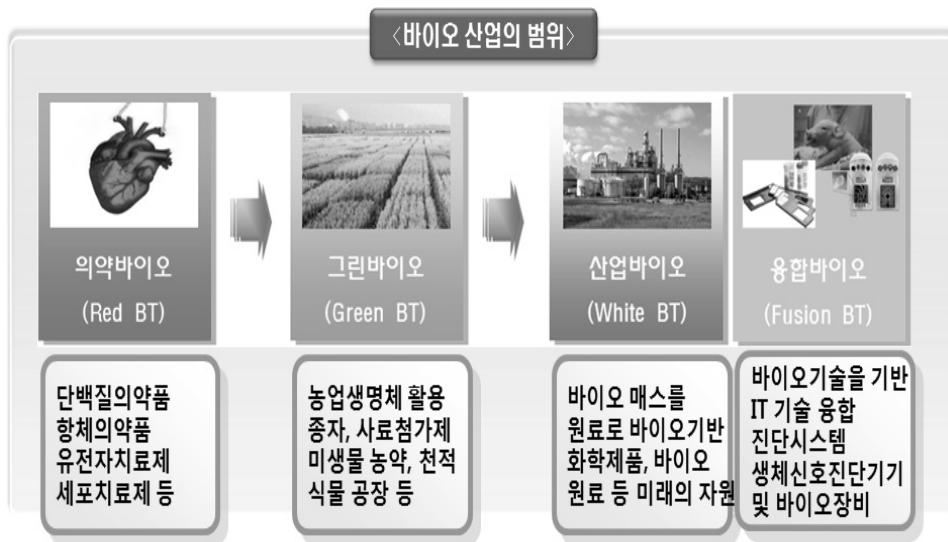 <바이오 산업의 범위>
의약바이오
(Red BT)
단백질의약품
항체의약품
유전자치료제
세포치료제 등
그린바이오
(Green BT)
농업생명체 활용
종자, 사료첨가제
미생물 농약, 천적
식물 공장 등
산업바이오
(White BT)
바이오 매스를
원료로 바이오기반
화학제품, 바이오
원료 등 미래의 자원
융합바이오
(Fusion BT)
바이오기술을 기반
IT 기술 융합
진단시스템
생체신호진단기기
및 바이오장비